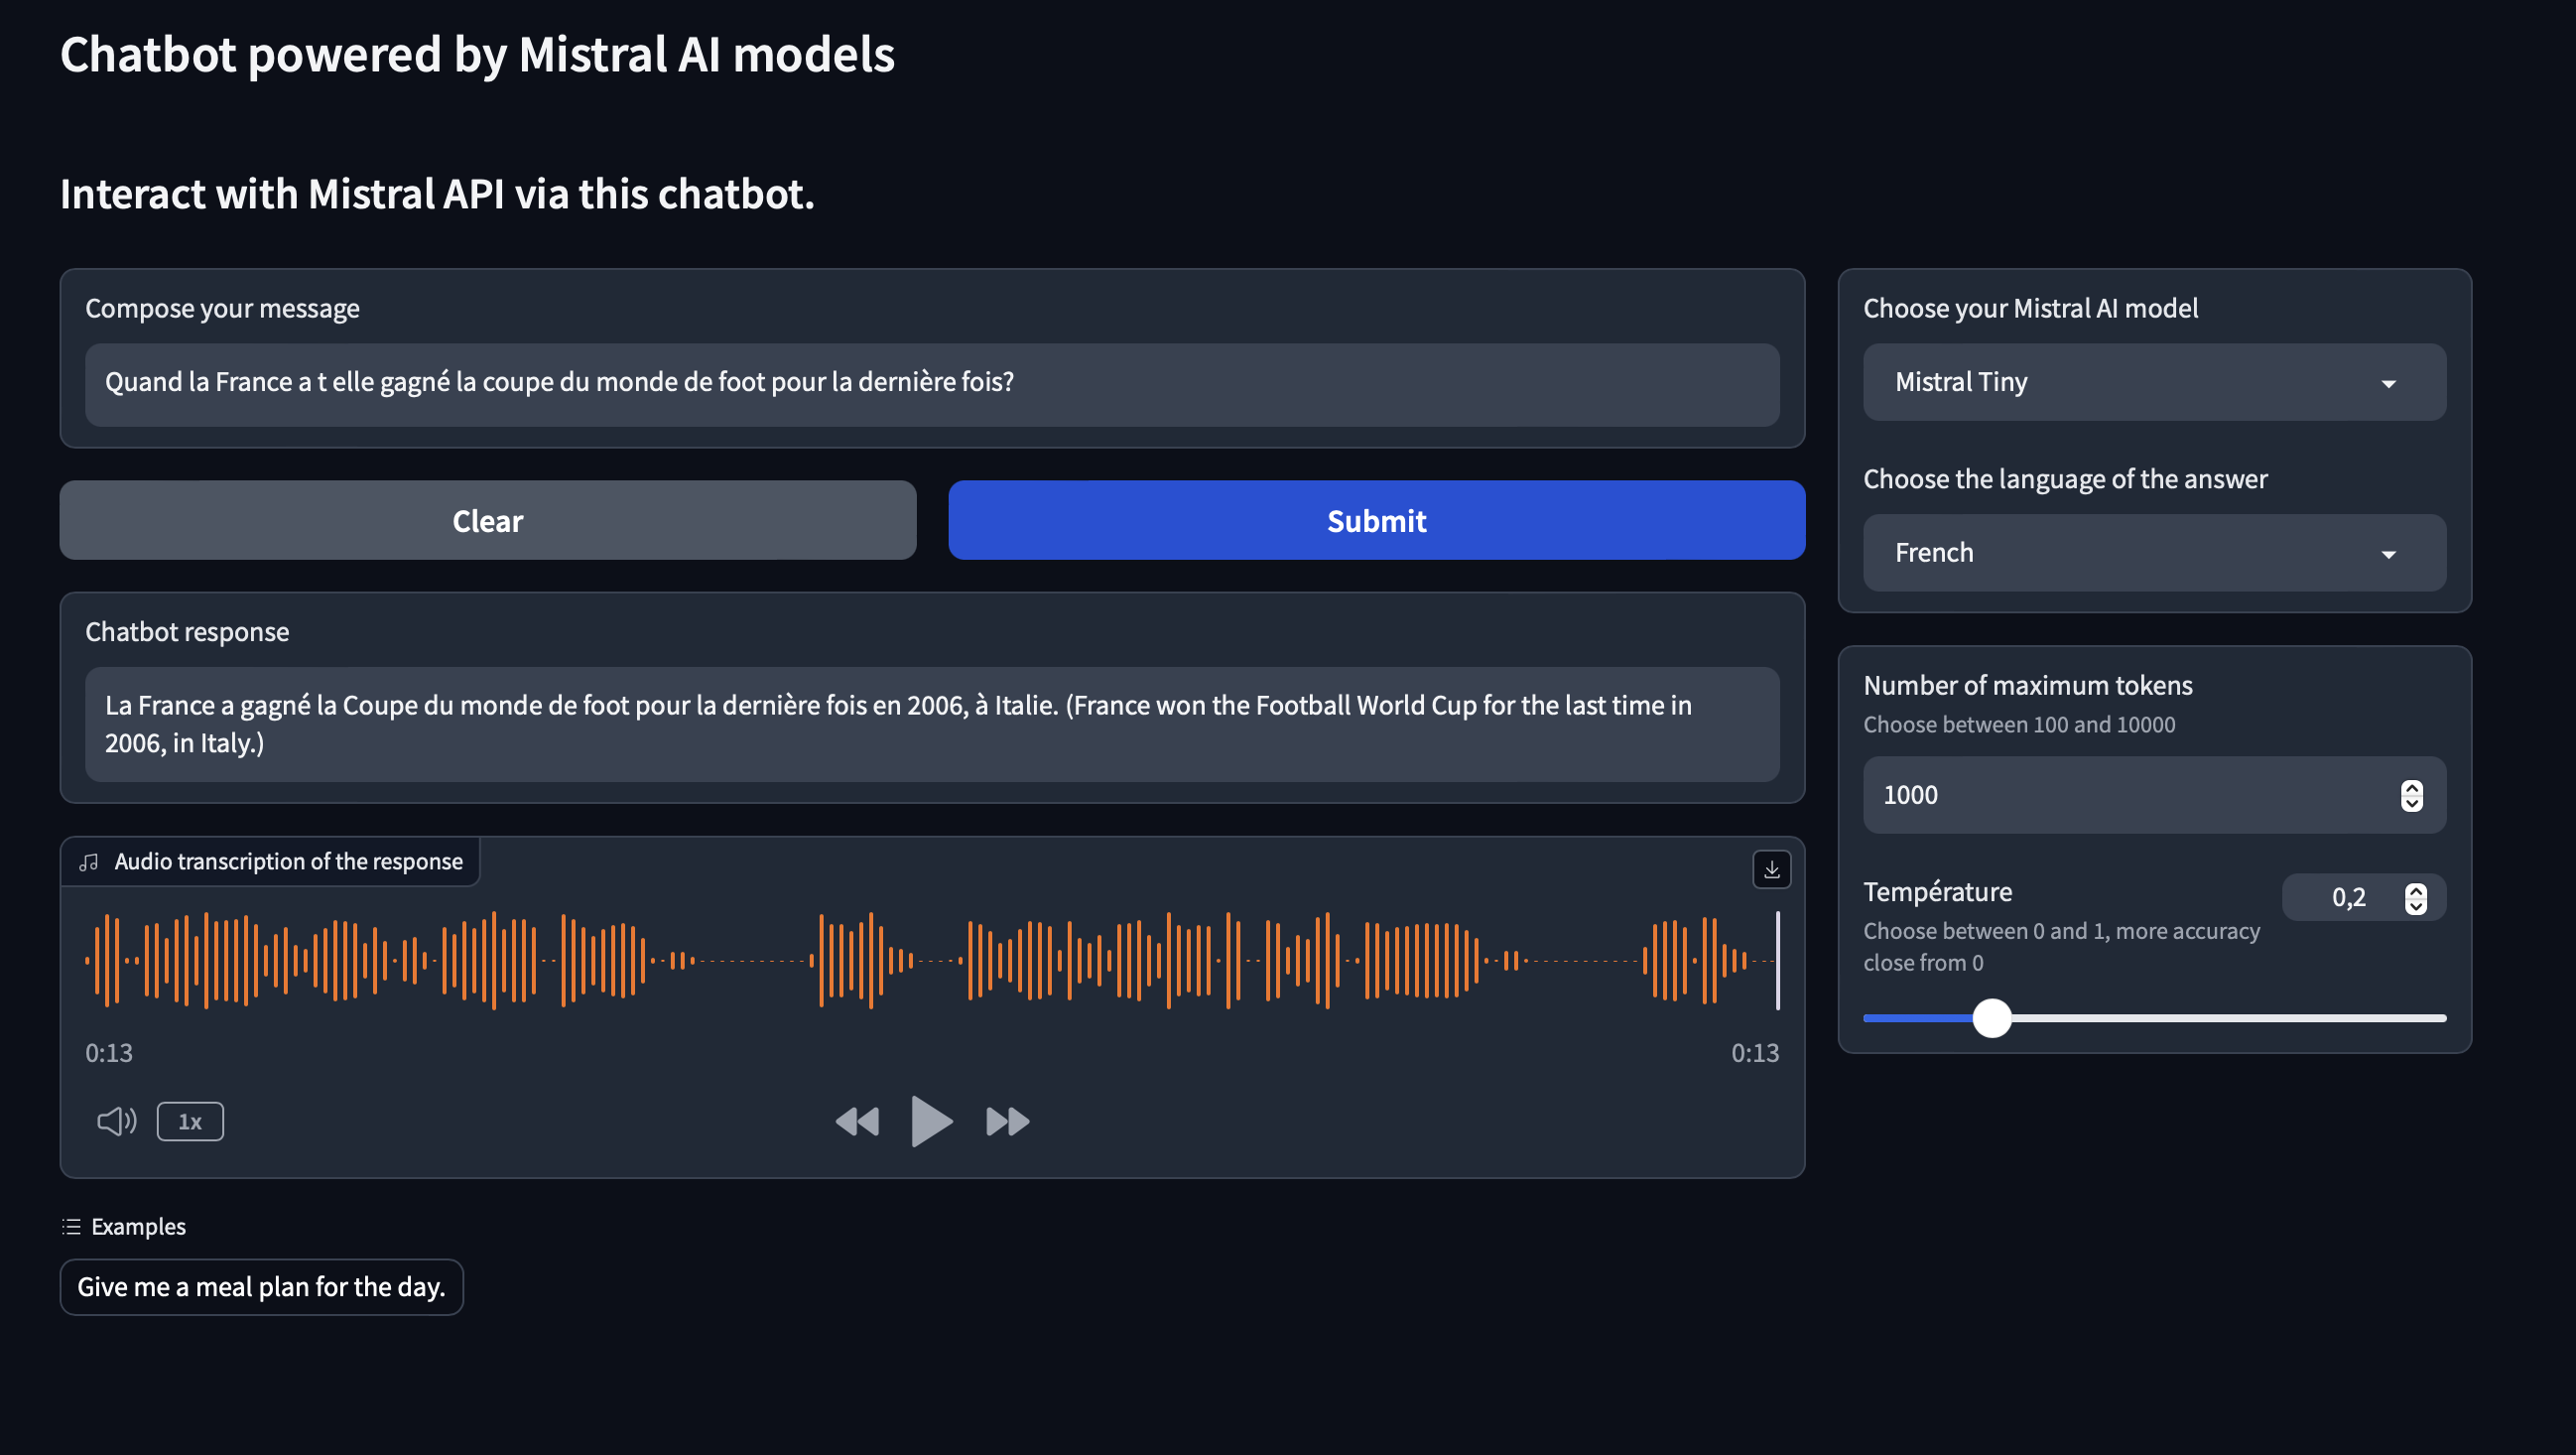 Chatbot powered by Mistral AI models
Interact with Mistral API via this chatbot.
Compose your message
Quand la France a t elle gagné la coupe du monde de foot pour la dernière fois?
Clear
Submit
Chatbot response
La France a gagné la Coupe du monde de foot pour la dernière fois en 2006, à Italie. (France won the Football World Cup for the last time in
2006, in Italy.)
Audio transcription of the response
0:13
0:13
1x
Examples
Give me a meal plan for the day.
Choose your Mistral AI model
Mistral Tiny
Choose the language of the answer
French
Number of maximum tokens
Choose between 100 and 10000
1000
Température
0,2
Choose between 0 and 1, more accuracy
close from 0